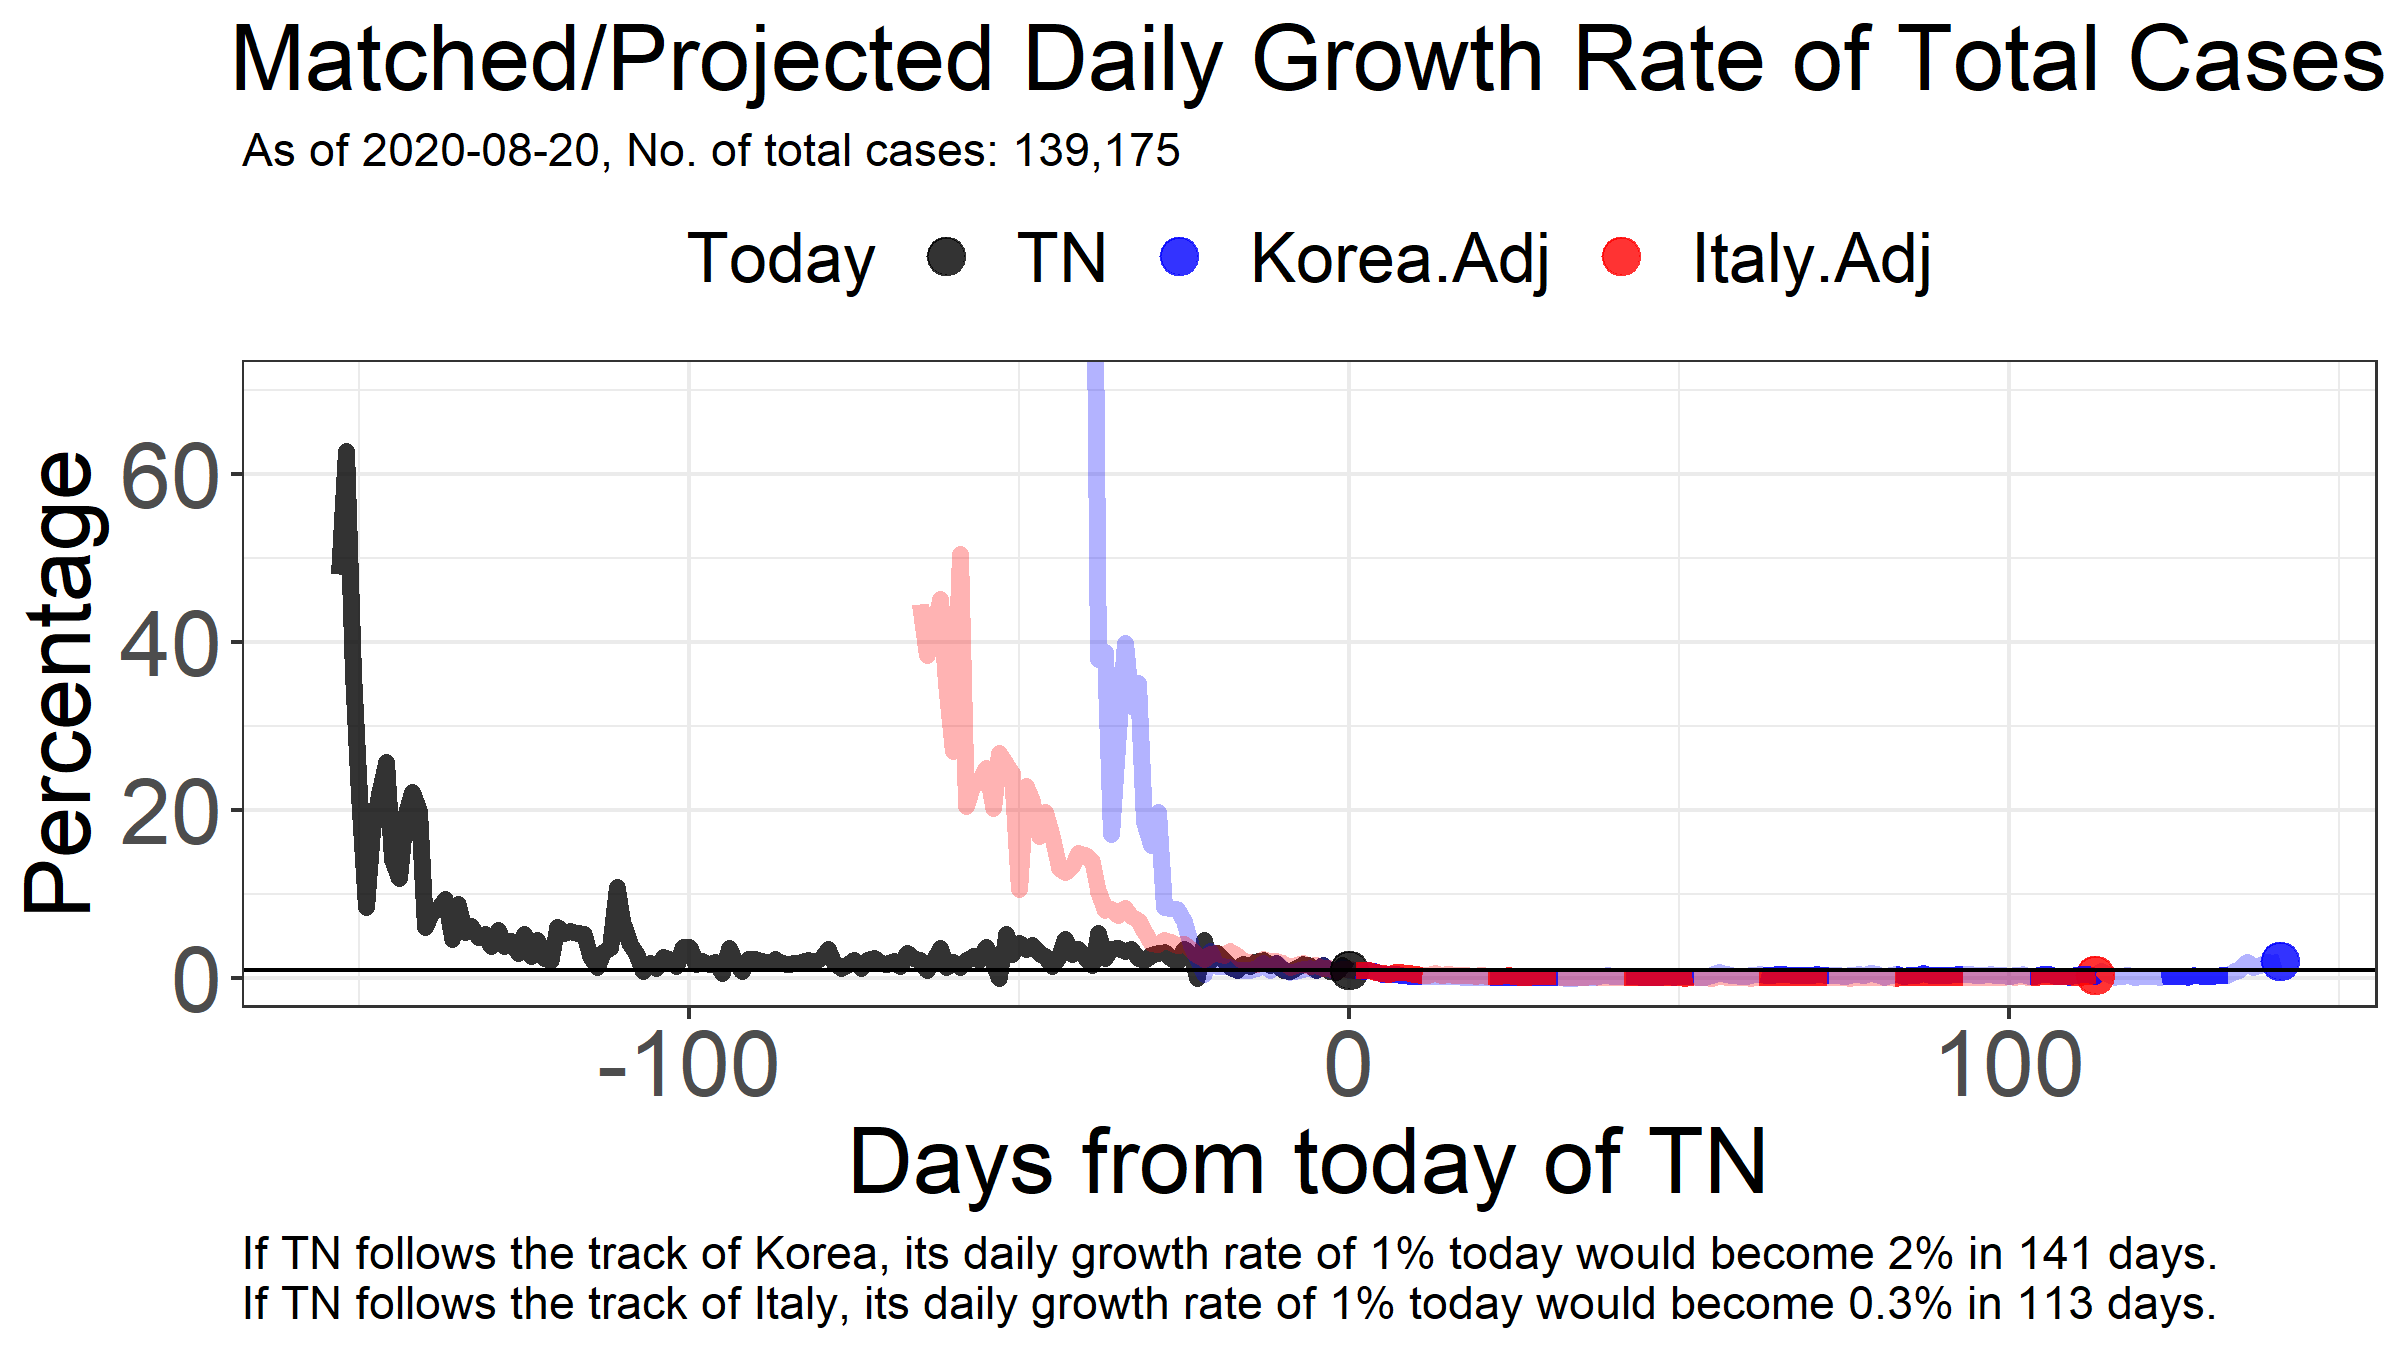 Matched/Projected Daily Growth Rate of Total Cases
As of 2020-08-20, No. of total cases: 139,175
Today TN Korea.Adj Italy.Adj
Percentage
60
40
20
0
-100 0 100
Days from today of TN
If TN follows the track of Korea, its daily growth rate of 1% today would become 2% in 141 days.
If TN follows the track of Italy, its daily growth rate of 1% today would become 0.3% in 113 days.